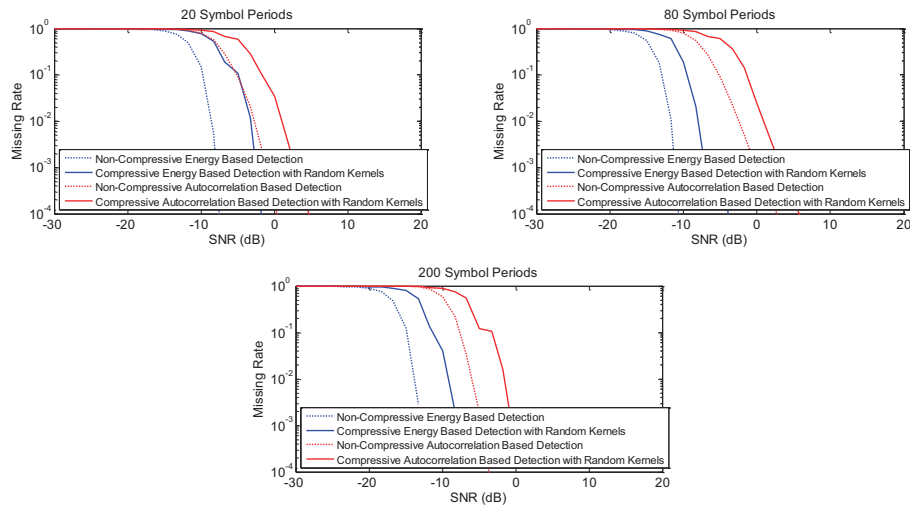 20 Symbol Periods
10^0
10^-1
10^-2
10^-3
10^-4
Missing Rate
Non-Compressive Energy Based Detection
Compressive Energy Based Detection with Random Kernels
Non-Compressive Autocorrelation Based Detection
Compressive Autocorrelation Based Detection with Random Kernels
-30 -20 -10 0 10 20
SNR (dB)
80 Symbol Periods
10^0
10^-1
10^-2
10^-3
10^-4
Missing Rate
Non-Compressive Energy Based Detection
Compressive Energy Based Detection with Random Kernels
Non-Compressive Autocorrelation Based Detection
Compressive Autocorrelation Based Detection with Random Kernels
-30 -20 -10 0 10 20
SNR (dB)
200 Symbol Periods
10^0
10^-1
10^-2
10^-3
10^-4
Missing Rate
Non-Compressive Energy Based Detection
Compressive Energy Based Detection with Random Kernels
Non-Compressive Autocorrelation Based Detection
Compressive Autocorrelation Based Detection with Random Kernels
-30 -20 -10 0 10 20
SNR (dB)